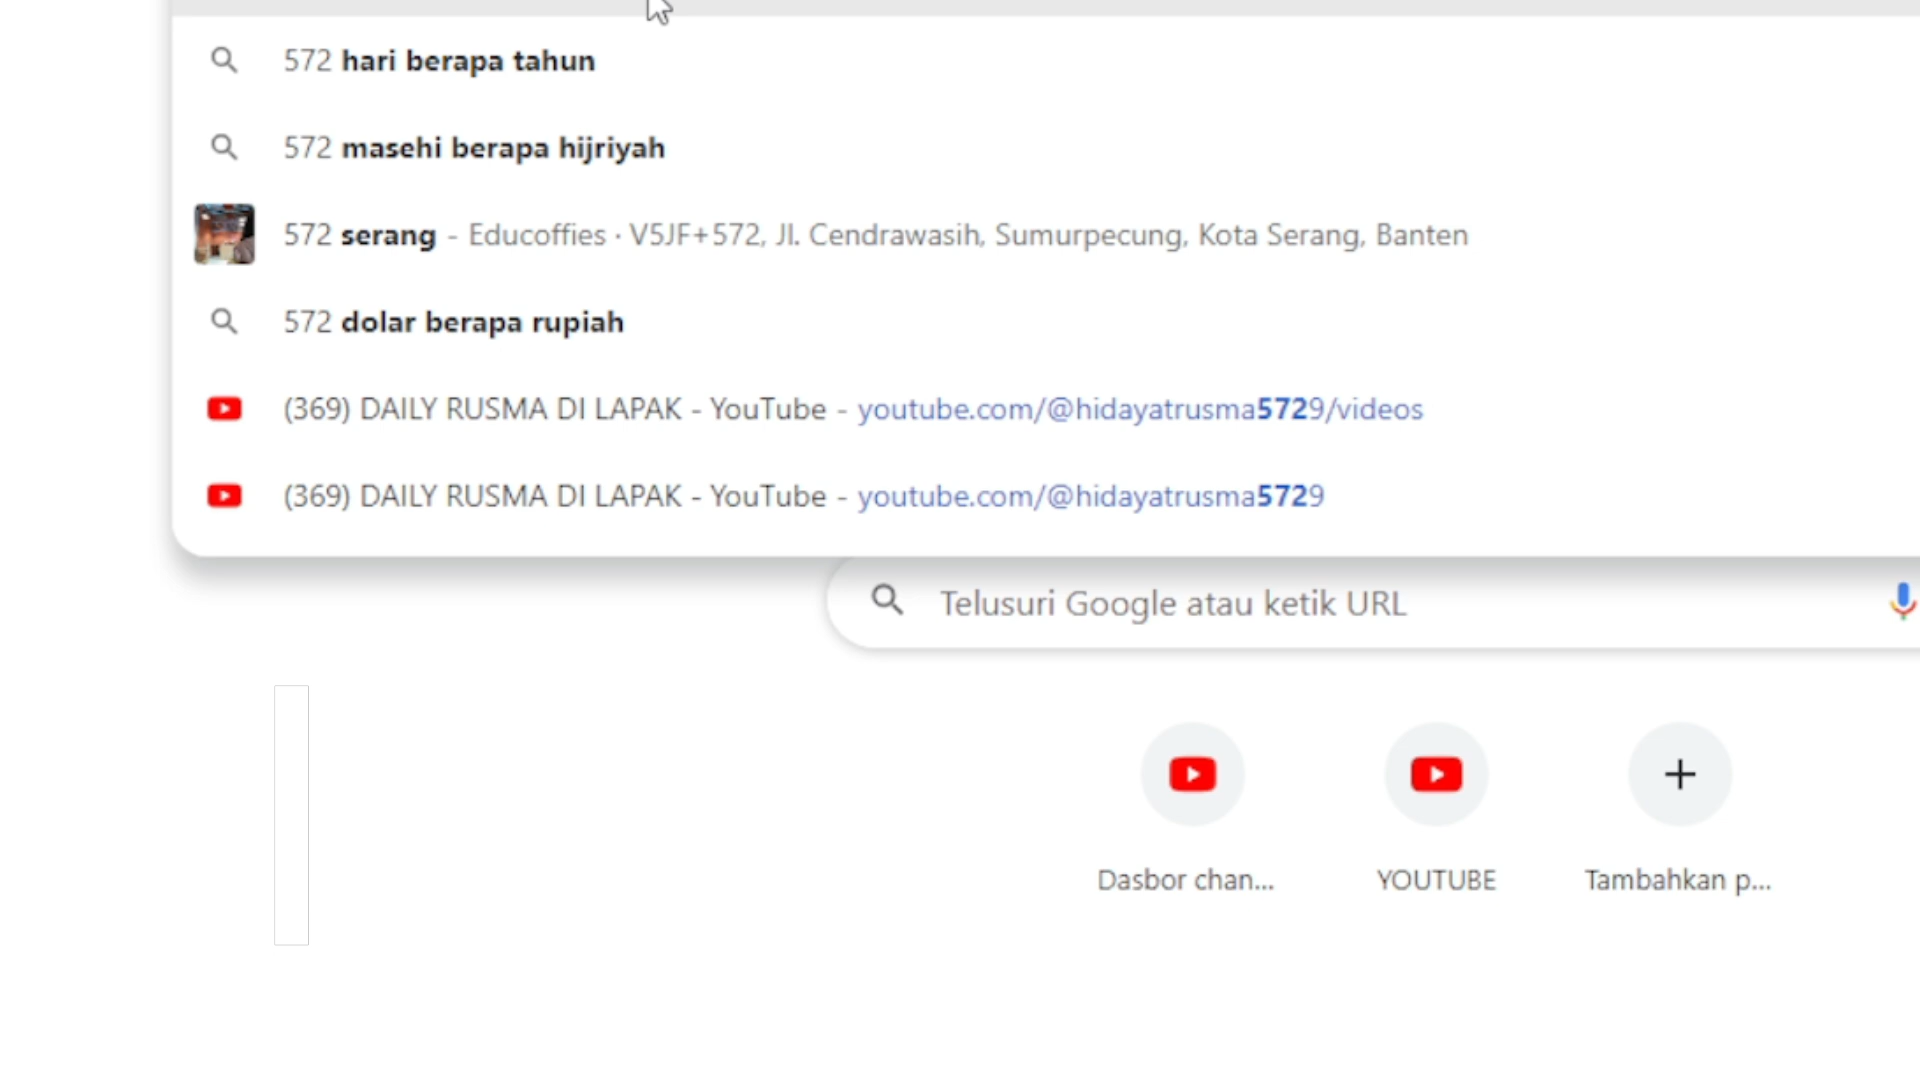 572 hari berapa tahun
572 masehi berapa hijriyah
572 serang - Educoffies · V5JF+572, Jl. Cendrawasih, Sumurpecung, Kota Serang, Banten
572 dolar berapa rupiah
(369) DAILY RUSMA DI LAPAK - YouTube - youtube.com/@hidayatrusma5729/videos
(369) DAILY RUSMA DI LAPAK - YouTube - youtube.com/@hidayatrusma5729
Telusuri Google atau ketik URL
Dasbor chan...
YOUTUBE
Tambahkan p...